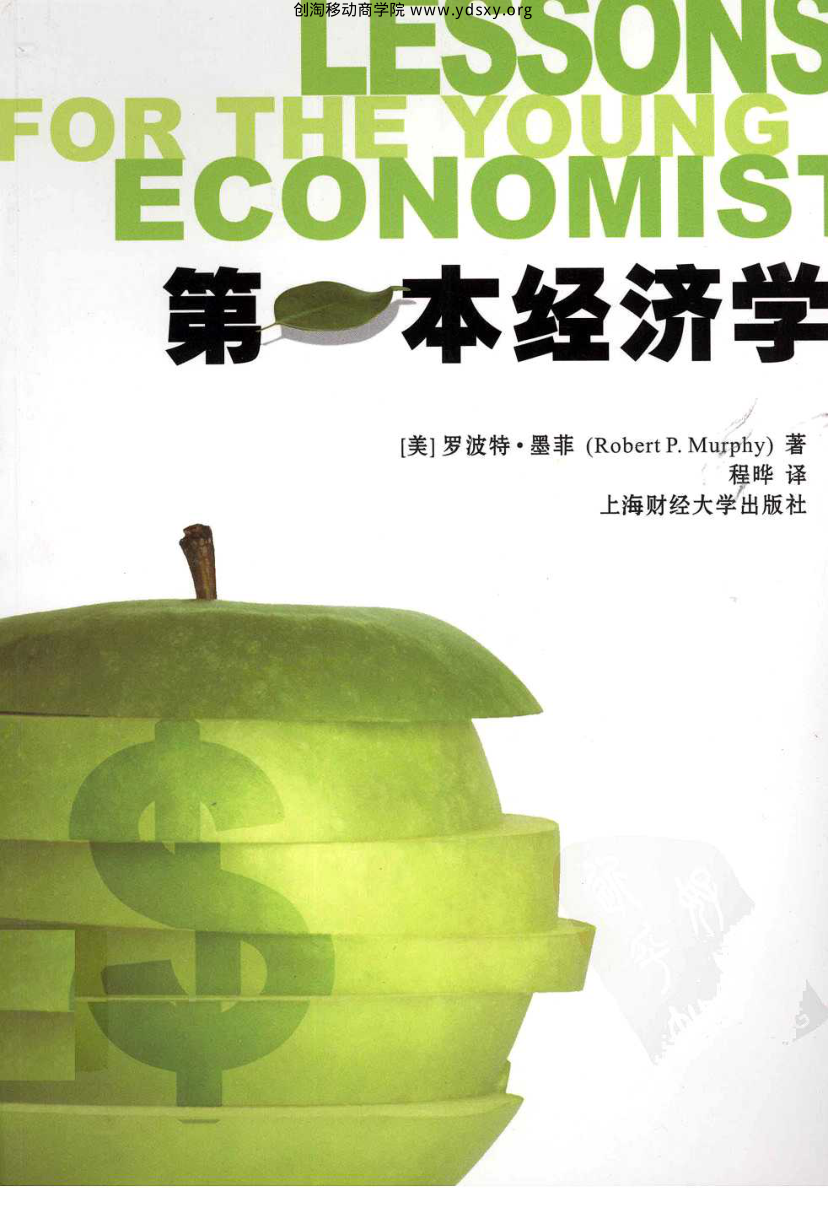 创淘移动商学院 www.ydsxy.org
LESSONS
FOR THE YOUNG
ECONOMIST
第一本经济学
[美] 罗波特·墨菲 (Robert P. Murphy) 著
程晔 译
上海财经大学出版社
$